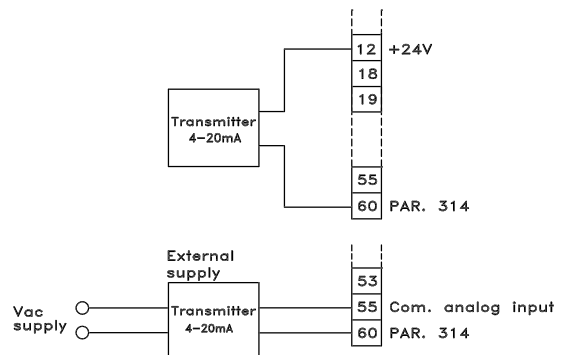 12 +24V
18
19
Transmitter
4-20mA
55
60 PAR. 314
External
supply
53
Vac
supply
Transmitter
4-20mA
55 Com. analog input
60 PAR. 314